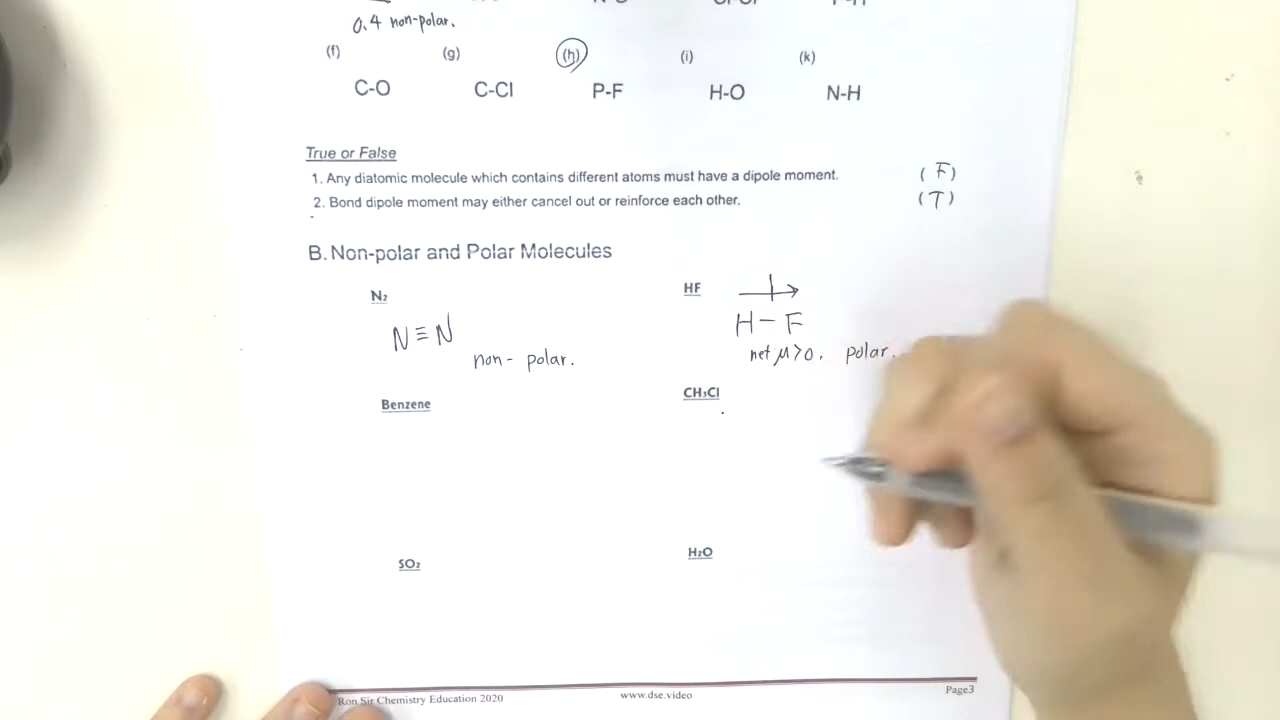 0.4 non-polar.
(f) (g) (h) (i) (k)
C-O C-Cl P-F H-O N-H
True or False
1. Any diatomic molecule which contains different atoms must have a dipole moment. (F)
2. Bond dipole moment may either cancel out or reinforce each other. (T)
B. Non-polar and Polar Molecules
N₂ HF
N≡N H–F
non-polar. net μ>0, polar.
Benzene CH₃Cl
SO₂ H₂O
Ron Sir Chemistry Education 2020 www.dse.video Page3